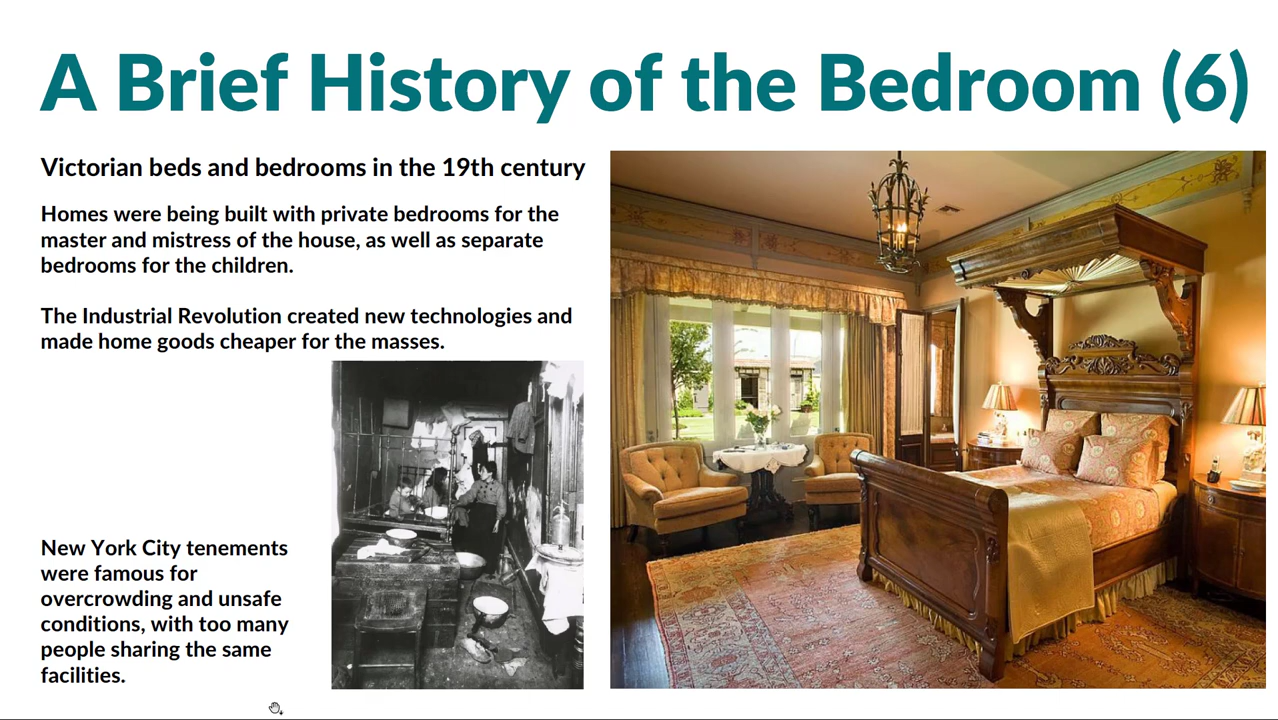 A Brief History of the Bedroom (6)
Victorian beds and bedrooms in the 19th century
Homes were being built with private bedrooms for the
master and mistress of the house, as well as separate
bedrooms for the children.
The Industrial Revolution created new technologies and
made home goods cheaper for the masses.
New York City tenements
were famous for
overcrowding and unsafe
conditions, with too many
people sharing the same
facilities.